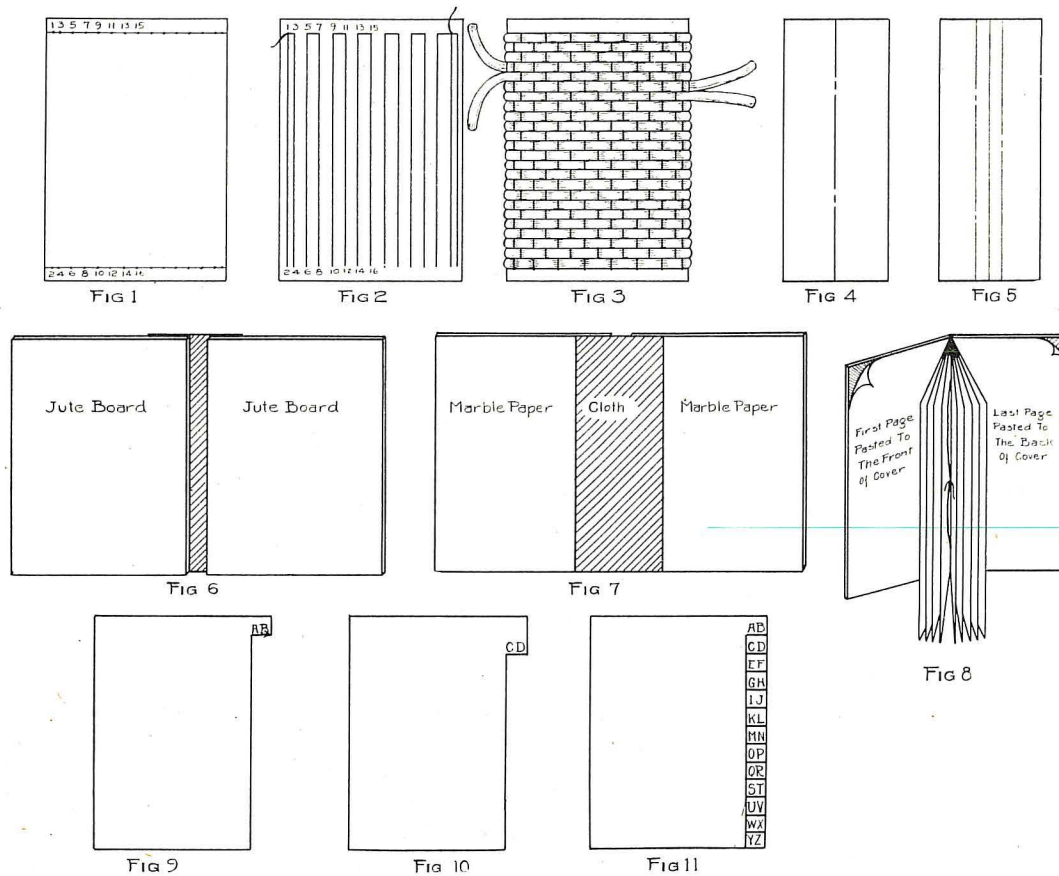 1 3 5 7 9 11 13 15
2 4 6 8 10 12 14 16
FIG 1
1 3 5 7 9 11 13 15
2 4 6 8 10 12 14 16
FIG 2
FIG 3
FIG 4
FIG 5
Jute Board
Jute Board
FIG 6
Marble Paper
Cloth
Marble Paper
FIG 7
First Page
Pasted To
The Front
Of Cover
Last Page
Pasted To
The Back
Of Cover
FIG 8
AB
FIG 9
CD
FIG 10
AB
CD
EF
GH
IJ
KL
MN
OP
QR
ST
UV
WX
YZ
FIG 11